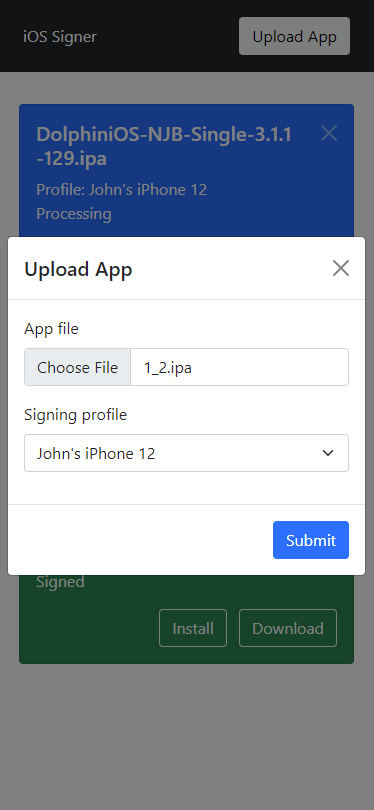 iOS Signer
Upload App
DolphiniOS-NJB-Single-3.1.1
-129.ipa
Profile: John's iPhone 12
Processing
Upload App
App file
Choose File
1_2.ipa
Signing profile
John's iPhone 12
Submit
Signed
Install
Download